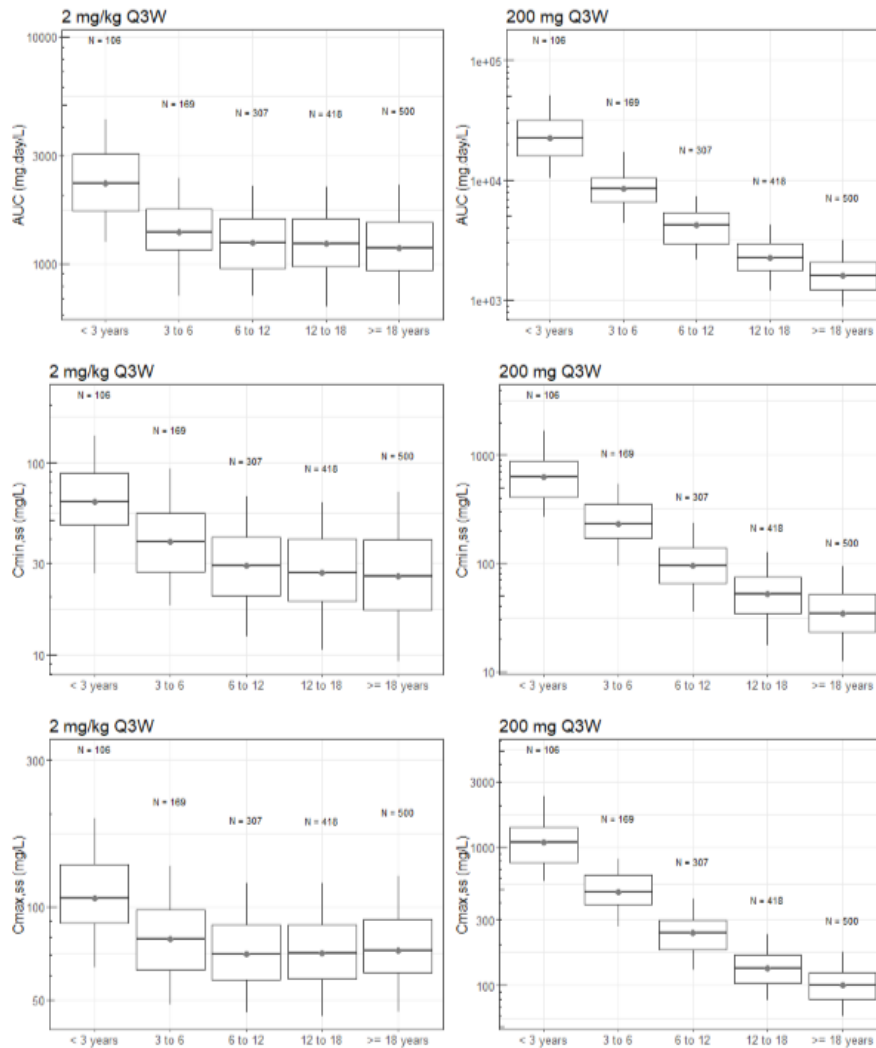 2 mg/kg Q3W
10000
3000
1000
AUC (mg.day/L)
N = 106
N = 169
N = 307
N = 418
N = 500
< 3 years
3 to 6
6 to 12
12 to 18
>= 18 years
200 mg Q3W
1e+05
1e+04
1e+03
AUC (mg.day/L)
N = 106
N = 169
N = 307
N = 418
N = 500
< 3 years
3 to 6
6 to 12
12 to 18
>= 18 years
2 mg/kg Q3W
100
30
10
Cmin,ss (mg/L)
N = 106
N = 169
N = 307
N = 418
N = 500
< 3 years
3 to 6
6 to 12
12 to 18
>= 18 years
200 mg Q3W
1000
100
10
Cmin,ss (mg/L)
N = 106
N = 169
N = 307
N = 418
N = 500
< 3 years
3 to 6
6 to 12
12 to 18
>= 18 years
2 mg/kg Q3W
300
100
50
Cmax,ss (mg/L)
N = 106
N = 169
N = 307
N = 418
N = 500
< 3 years
3 to 6
6 to 12
12 to 18
>= 18 years
200 mg Q3W
3000
1000
300
100
Cmax,ss (mg/L)
N = 106
N = 169
N = 307
N = 418
N = 500
< 3 years
3 to 6
6 to 12
12 to 18
>= 18 years